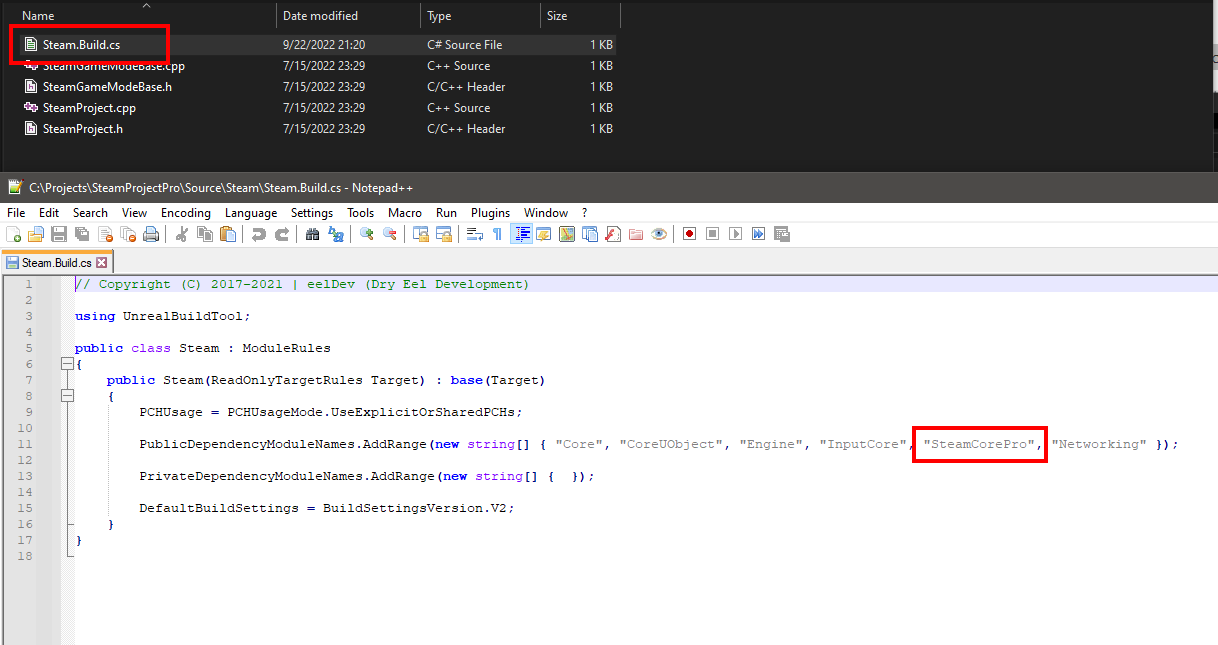 Name Date modified Type Size
Steam.Build.cs 9/22/2022 21:20 C# Source File 1 KB
SteamGameModeBase.cpp 7/15/2022 23:29 C++ Source 1 KB
SteamGameModeBase.h 7/15/2022 23:29 C/C++ Header 1 KB
SteamProject.cpp 7/15/2022 23:29 C++ Source 1 KB
SteamProject.h 7/15/2022 23:29 C/C++ Header 1 KB
C:\Projects\SteamProjectPro\Source\Steam\Steam.Build.cs - Notepad++
File Edit Search View Encoding Language Settings Tools Macro Run Plugins Window ?
Steam.Build.cs
1 // Copyright (C) 2017-2021 | eelDev (Dry Eel Development)
2
3 using UnrealBuildTool;
4
5 public class Steam : ModuleRules
6 {
7 public Steam(ReadOnlyTargetRules Target) : base(Target)
8 {
9 PCHUsage = PCHUsageMode.UseExplicitOrSharedPCHs;
10
11 PublicDependencyModuleNames.AddRange(new string[] { "Core", "CoreUObject", "Engine", "InputCore", "SteamCorePro", "Networking" });
12
13 PrivateDependencyModuleNames.AddRange(new string[] { });
14
15 DefaultBuildSettings = BuildSettingsVersion.V2;
16 }
17 }
18